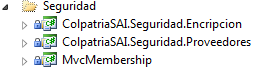 Seguridad
ColpatriaSAI.Seguridad.Encripcion
ColpatriaSAI.Seguridad.Proveedores
MvcMembership